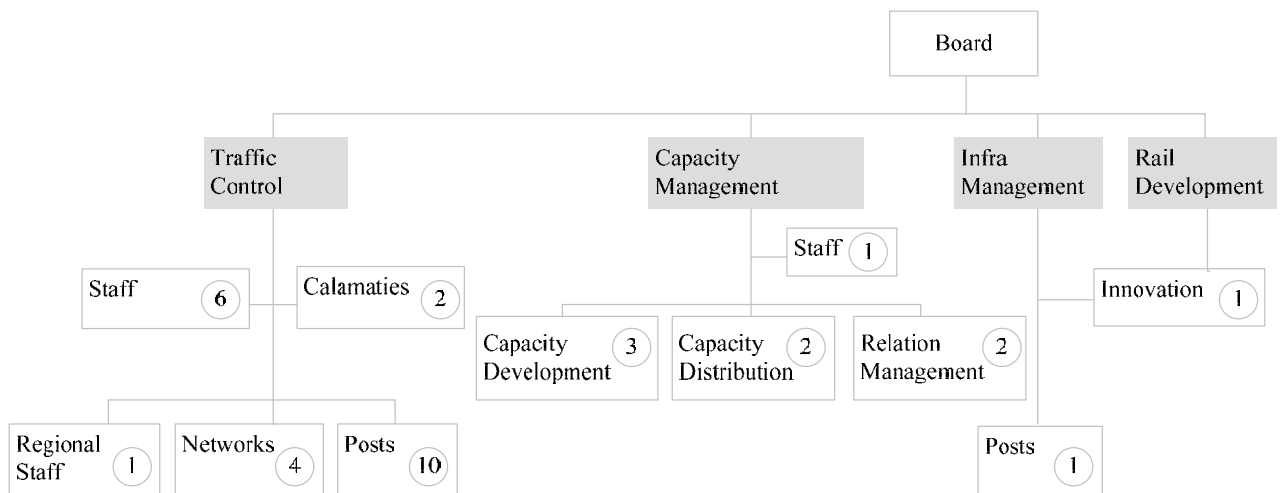 Board
Traffic
Control
Capacity
Management
Infra
Management
Rail
Development
Staff 1
Staff 6
Calamaties 2
Innovation 1
Capacity
Development 3
Capacity
Distribution 2
Relation
Management 2
Regional
Staff 1
Networks 4
Posts 10
Posts 1